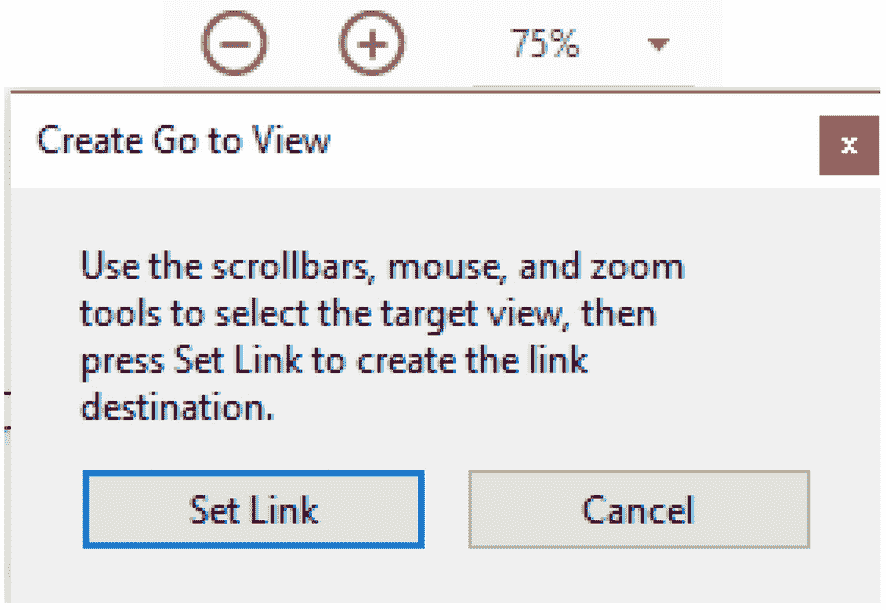 75%
Create Go to View
x
Use the scrollbars, mouse, and zoom
tools to select the target view, then
press Set Link to create the link
destination.
Set Link Cancel